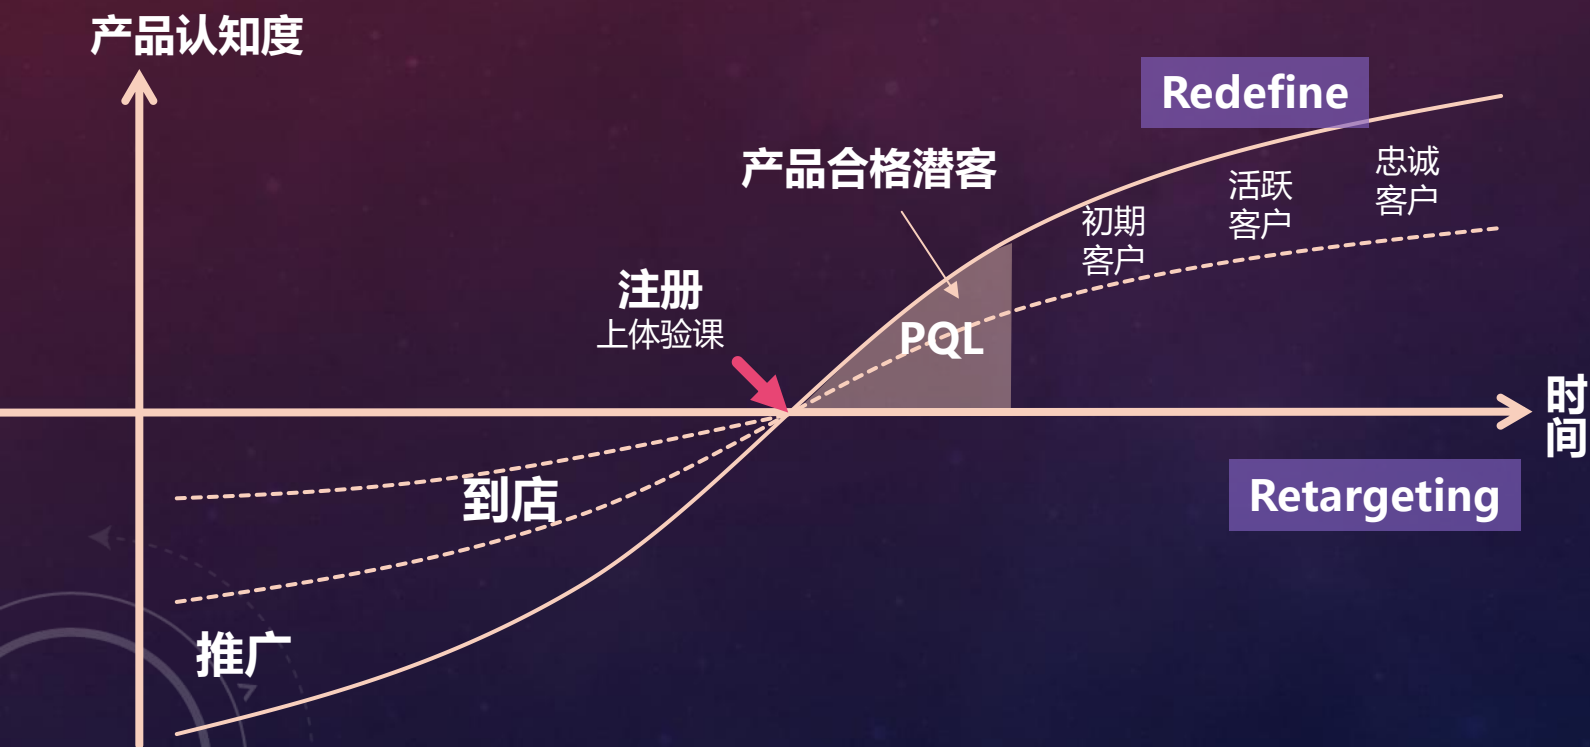 产品认知度
Redefine
产品合格潜客
忠诚
客户
活跃
客户
初期
客户
注册
上体验课
PQL
时
间
到店
Retargeting
推广